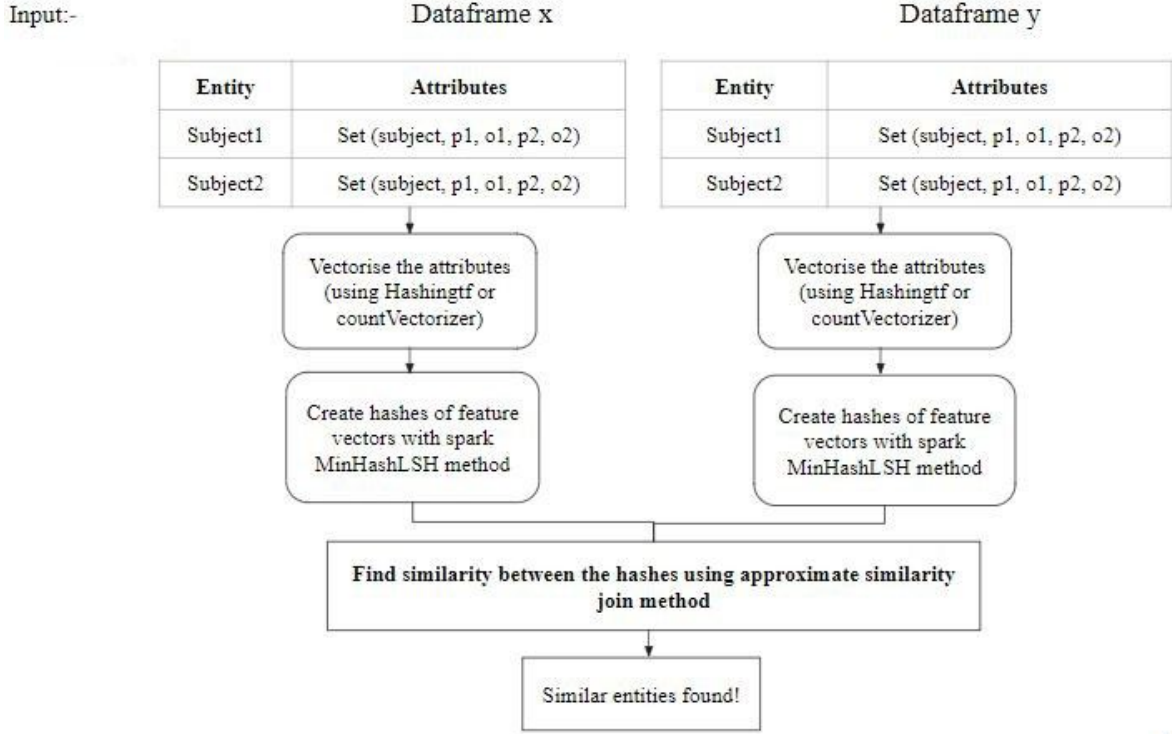 Input:-
Dataframe x
Dataframe y
Entity Attributes
Subject1 Set (subject, p1, o1, p2, o2)
Subject2 Set (subject, p1, o1, p2, o2)
Entity Attributes
Subject1 Set (subject, p1, o1, p2, o2)
Subject2 Set (subject, p1, o1, p2, o2)
Vectorise the attributes
(using Hashingtf or
countVectorizer)
Vectorise the attributes
(using Hashingtf or
countVectorizer)
Create hashes of feature
vectors with spark
MinHashLSH method
Create hashes of feature
vectors with spark
MinHashLSH method
Find similarity between the hashes using approximate similarity
join method
Similar entities found!